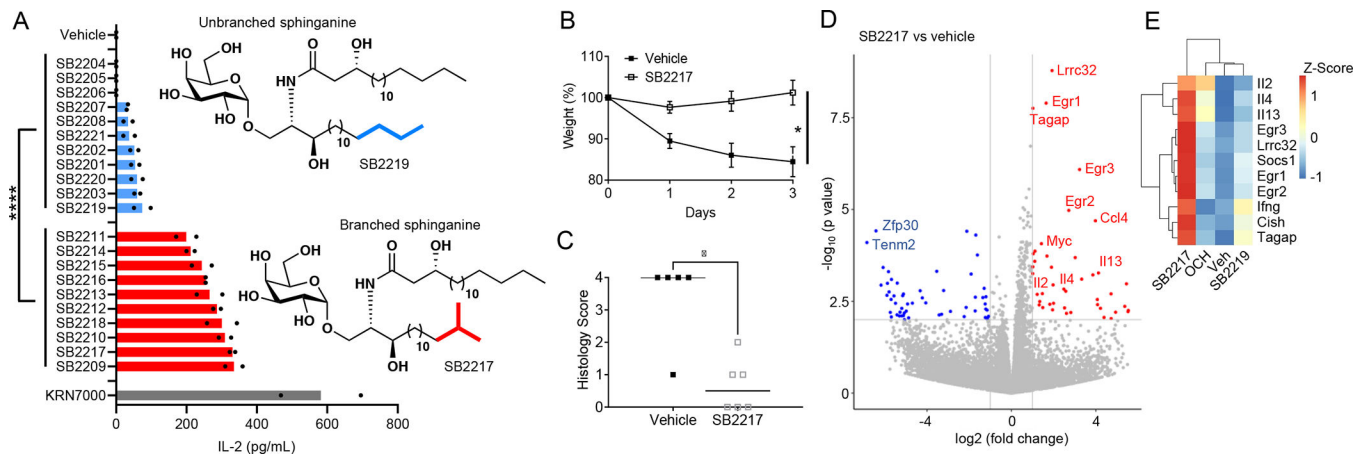 A
Unbranched sphinganine
Vehicle
SB2204
SB2205
SB2206
SB2207
SB2208
SB2221
SB2202
SB2201
SB2220
SB2203
SB2219
SB2211
SB2214
SB2215
SB2216
SB2213
SB2212
SB2218
SB2210
SB2217
SB2209
KRN7000
****
0 200 400 600 800
IL-2 (pg/mL)
HO OH
O OH
O
HO
HO
NH
10
O
10
OH
SB2219
Branched sphinganine
HO OH
O OH
O
HO
HO
NH
10
O
10
OH
SB2217
B
Vehicle
SB2217
110
100
90
80
Weight (%)
*
0 1 2 3
Days
C
4
3
2
1
0
Histology Score
Vehicle SB2217
D
SB2217 vs vehicle
Lrrc32
Egr1
Tagap
Egr3
Egr2
Ccl4
Zfp30
Tenm2
Myc
Il13
Il4
Il2
7.5
5.0
2.5
0
-log10 (p value)
-4 0 4
log2 (fold change)
E
Il2
Il4
Il13
Egr3
Lrrc32
Socs1
Egr1
Egr2
Ifng
Cish
Tagap
SB2217
OCH
Veh
SB2219
Z-Score
1
0
-1